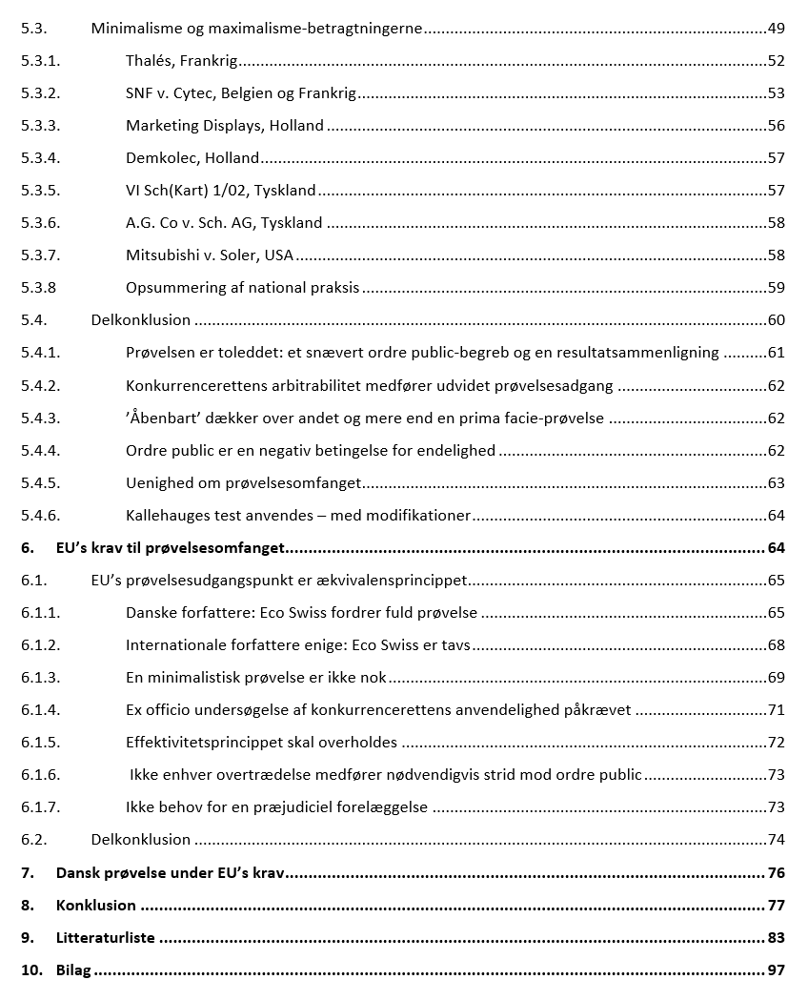 5.3. Minimalisme og maximalisme-betragtningerne 49
5.3.1. Thalés, Frankrig 52
5.3.2. SNF v. Cytec, Belgien og Frankrig 53
5.3.3. Marketing Displays, Holland 56
5.3.4. Demkolec, Holland 57
5.3.5. VI Sch(Kart) 1/02, Tyskland 57
5.3.6. A.G. Co v. Sch. AG, Tyskland 58
5.3.7. Mitsubishi v. Soler, USA 58
5.3.8 Opsummering af national praksis 59
5.4. Delkonklusion 60
5.4.1. Prøvelsen er toleddet: et snævert ordre public-begreb og en resultatsammenligning 61
5.4.2. Konkurrencerettens arbitrabilitet medfører udvidet prøvelsesadgang 62
5.4.3. ’Åbenbart’ dækker over andet og mere end en prima facie-prøvelse 62
5.4.4. Ordre public er en negativ betingelse for endelighed 62
5.4.5. Uenighed om prøvelsesomfanget 63
5.4.6. Kallehauges test anvendes – med modifikationer 64
6. EU’s krav til prøvelsesomfanget 64
6.1. EU’s prøvelsesudgangspunkt er ækvivalensprincippet 65
6.1.1. Danske forfattere: Eco Swiss fordrer fuld prøvelse 65
6.1.2. Internationale forfattere enige: Eco Swiss er tavs 68
6.1.3. En minimalistisk prøvelse er ikke nok 69
6.1.4. Ex officio undersøgelse af konkurrencerettens anvendelighed påkrævet 71
6.1.5. Effektivitetsprincippet skal overholdes 72
6.1.6. Ikke enhver overtrædelse medfører nødvendigvis strid mod ordre public 73
6.1.7. Ikke behov for en præjudiciel forelæggelse 73
6.2. Delkonklusion 74
7. Dansk prøvelse under EU’s krav 76
8. Konklusion 77
9. Litteraturliste 83
10. Bilag 97